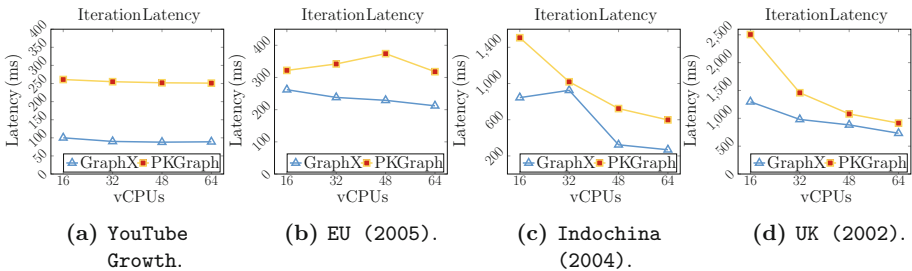 IterationLatency
Latency (ms)
400
350
300
250
200
150
100
50
0
GraphX PKGraph
16 32 48 64
vCPUs
(a) YouTube
Growth.
IterationLatency
Latency (ms)
400
300
200
100
0
GraphX PKGraph
16 32 48 64
vCPUs
(b) EU (2005).
IterationLatency
Latency (ms)
1,400
1,000
600
200
GraphX PKGraph
16 32 48 64
vCPUs
(c) Indochina
(2004).
IterationLatency
Latency (ms)
2,500
2,000
1,500
1,000
500
0
GraphX PKGraph
16 32 48 64
vCPUs
(d) UK (2002).